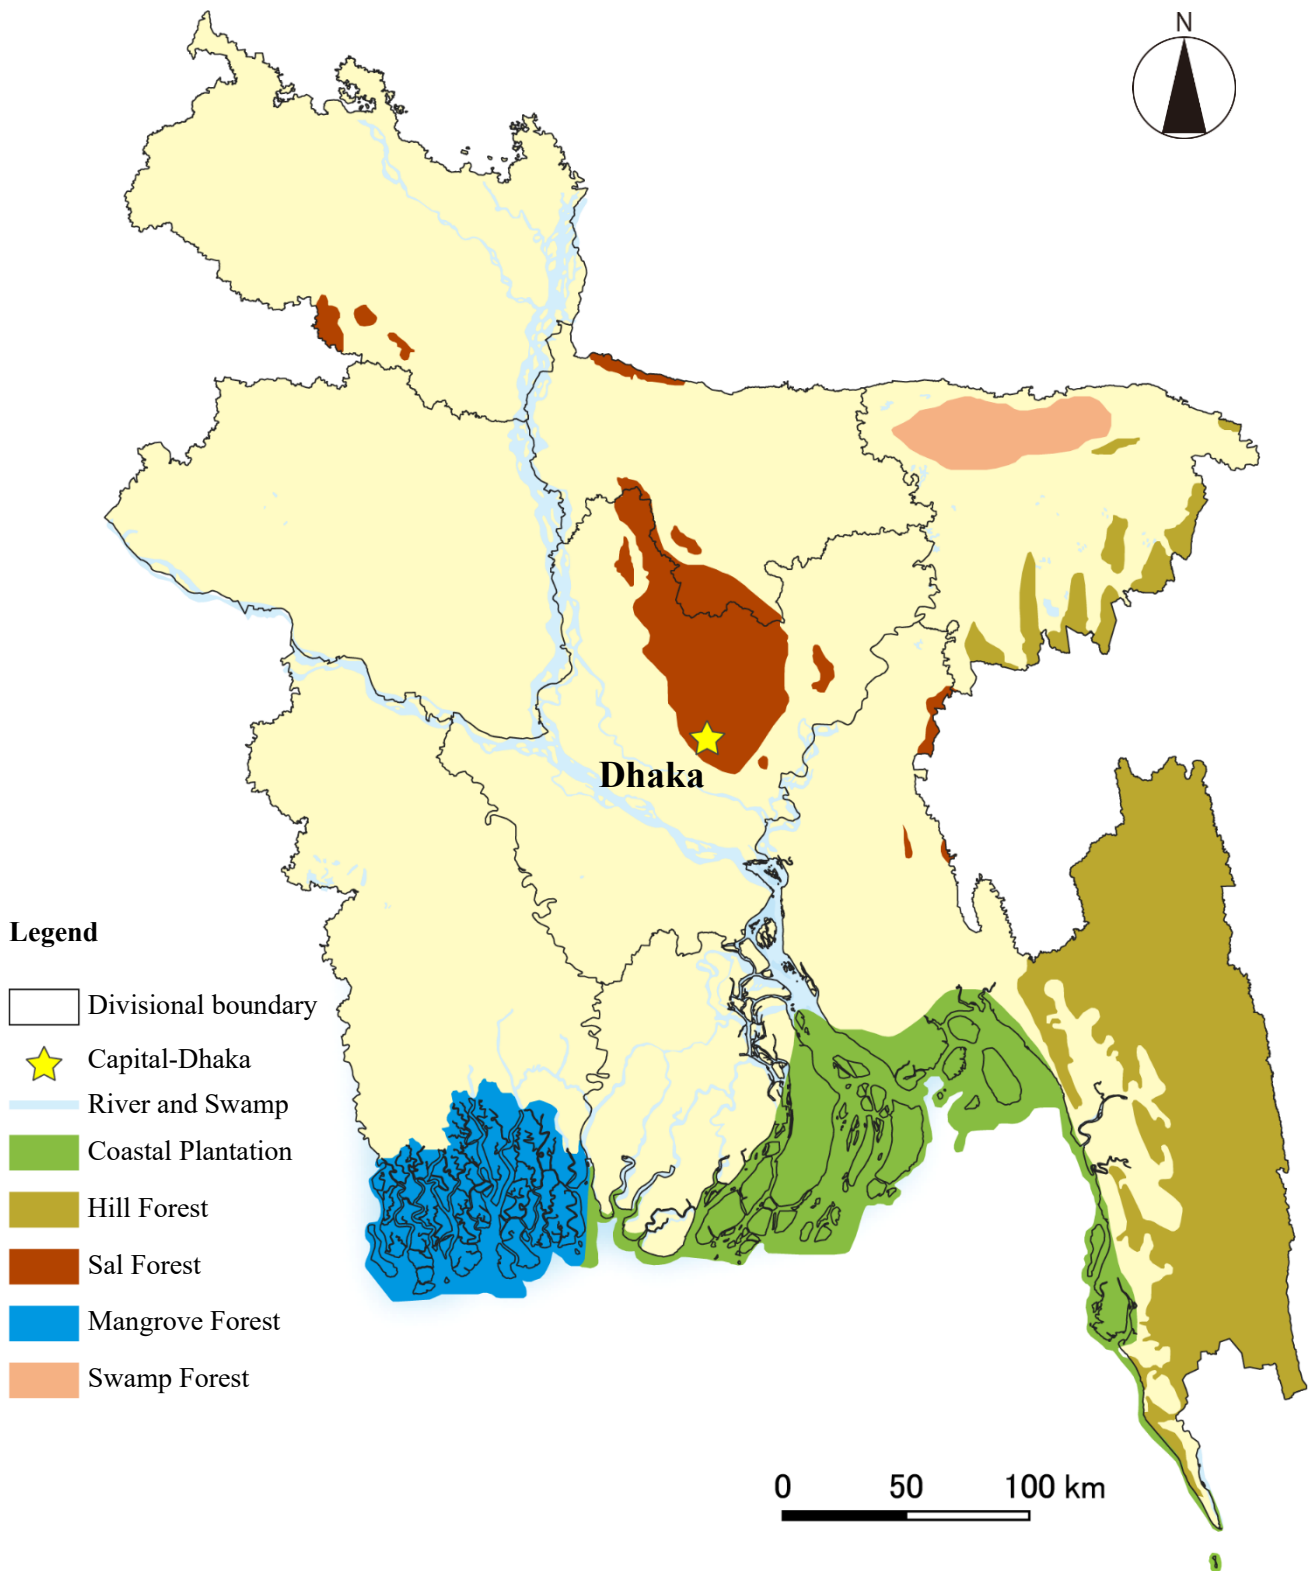 N
Dhaka
Legend
Divisional boundary
Capital-Dhaka
River and Swamp
Coastal Plantation
Hill Forest
Sal Forest
Mangrove Forest
Swamp Forest
0 50 100 km